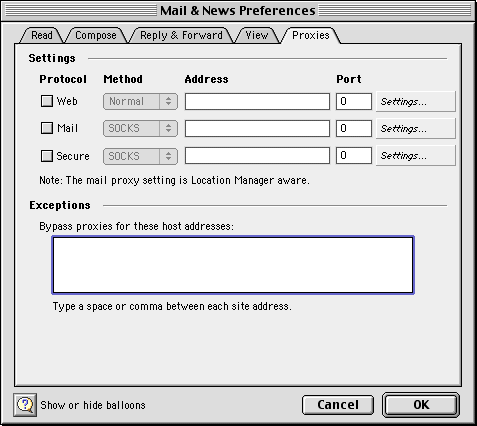 Mail & News Preferences
Read Compose Reply & Forward View Proxies
Settings
Protocol Method Address Port
Web Normal 0 Settings...
Mail SOCKS 0 Settings...
Secure SOCKS 0 Settings...
Note: The mail proxy setting is Location Manager aware.
Exceptions
Bypass proxies for these host addresses:
Type a space or comma between each site address.
Show or hide balloons Cancel OK